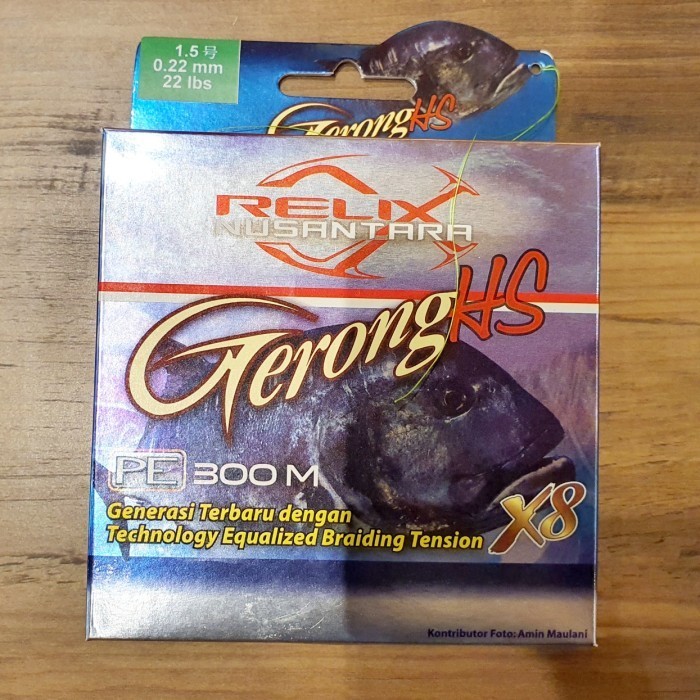 1.5号
0.22 mm
22 lbs
GerongHS
RELIX
NUSANTARA
GerongHS
PE 300 M
Generasi Terbaru dengan
Technology Equalized Braiding Tension X8
Kontributor Foto: Amin Maulani